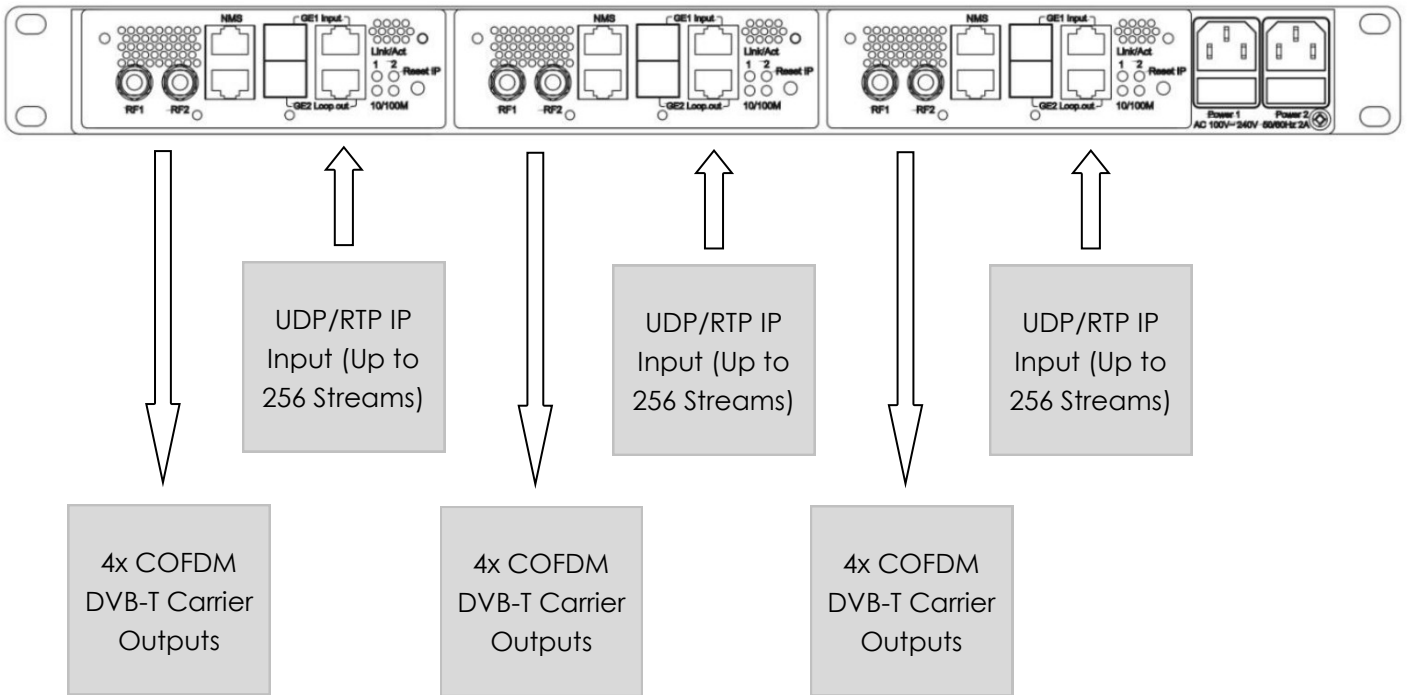 NMS
GE1 Input
Link/Act
1 2
Reset IP
RF1
RF2
GE2 Loop.out
10/100M
NMS
GE1 Input
Link/Act
1 2
Reset IP
RF1
RF2
GE2 Loop.out
10/100M
NMS
GE1 Input
Link/Act
1 2
Reset IP
RF1
RF2
GE2 Loop.out
10/100M
Power 1
Power 2
AC 100V~240V 50/60Hz 2A
UDP/RTP IP
Input (Up to
256 Streams)
UDP/RTP IP
Input (Up to
256 Streams)
UDP/RTP IP
Input (Up to
256 Streams)
4x COFDM
DVB-T Carrier
Outputs
4x COFDM
DVB-T Carrier
Outputs
4x COFDM
DVB-T Carrier
Outputs